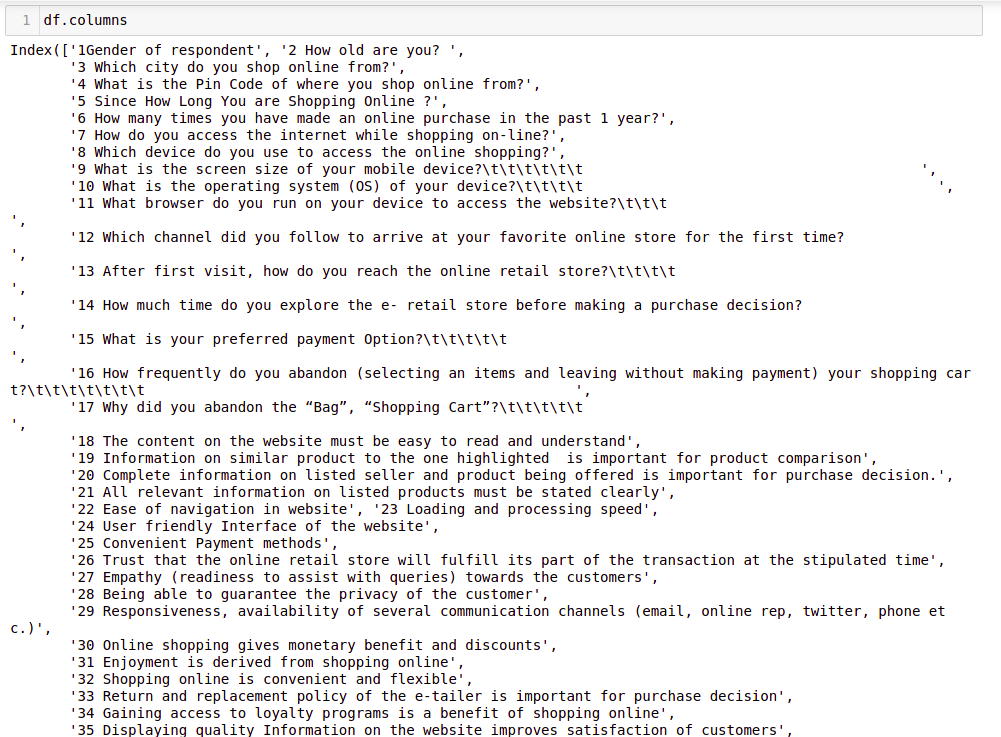 1 df.columns
Index(['1Gender of respondent', '2 How old are you? ',
'3 Which city do you shop online from?',
'4 What is the Pin Code of where you shop online from?',
'5 Since How Long You are Shopping Online ?',
'6 How many times you have made an online purchase in the past 1 year?',
'7 How do you access the internet while shopping on-line?',
'8 Which device do you use to access the online shopping?',
'9 What is the screen size of your mobile device?\t\t\t\t\t\t ',
'10 What is the operating system (OS) of your device?\t\t\t\t ',
'11 What browser do you run on your device to access the website?\t\t\t
',
'12 Which channel did you follow to arrive at your favorite online store for the first time?
',
'13 After first visit, how do you reach the online retail store?\t\t\t\t
',
'14 How much time do you explore the e- retail store before making a purchase decision?
',
'15 What is your preferred payment Option?\t\t\t\t\t
',
'16 How frequently do you abandon (selecting an items and leaving without making payment) your shopping car
t?\t\t\t\t\t\t\t ',
'17 Why did you abandon the “Bag”, “Shopping Cart”?\t\t\t\t\t
',
'18 The content on the website must be easy to read and understand',
'19 Information on similar product to the one highlighted  is important for product comparison',
'20 Complete information on listed seller and product being offered is important for purchase decision.',
'21 All relevant information on listed products must be stated clearly',
'22 Ease of navigation in website', '23 Loading and processing speed',
'24 User friendly Interface of the website',
'25 Convenient Payment methods',
'26 Trust that the online retail store will fulfill its part of the transaction at the stipulated time',
'27 Empathy (readiness to assist with queries) towards the customers',
'28 Being able to guarantee the privacy of the customer',
'29 Responsiveness, availability of several communication channels (email, online rep, twitter, phone et
c.)',
'30 Online shopping gives monetary benefit and discounts',
'31 Enjoyment is derived from shopping online',
'32 Shopping online is convenient and flexible',
'33 Return and replacement policy of the e-tailer is important for purchase decision',
'34 Gaining access to loyalty programs is a benefit of shopping online',
'35 Displaying quality Information on the website improves satisfaction of customers',